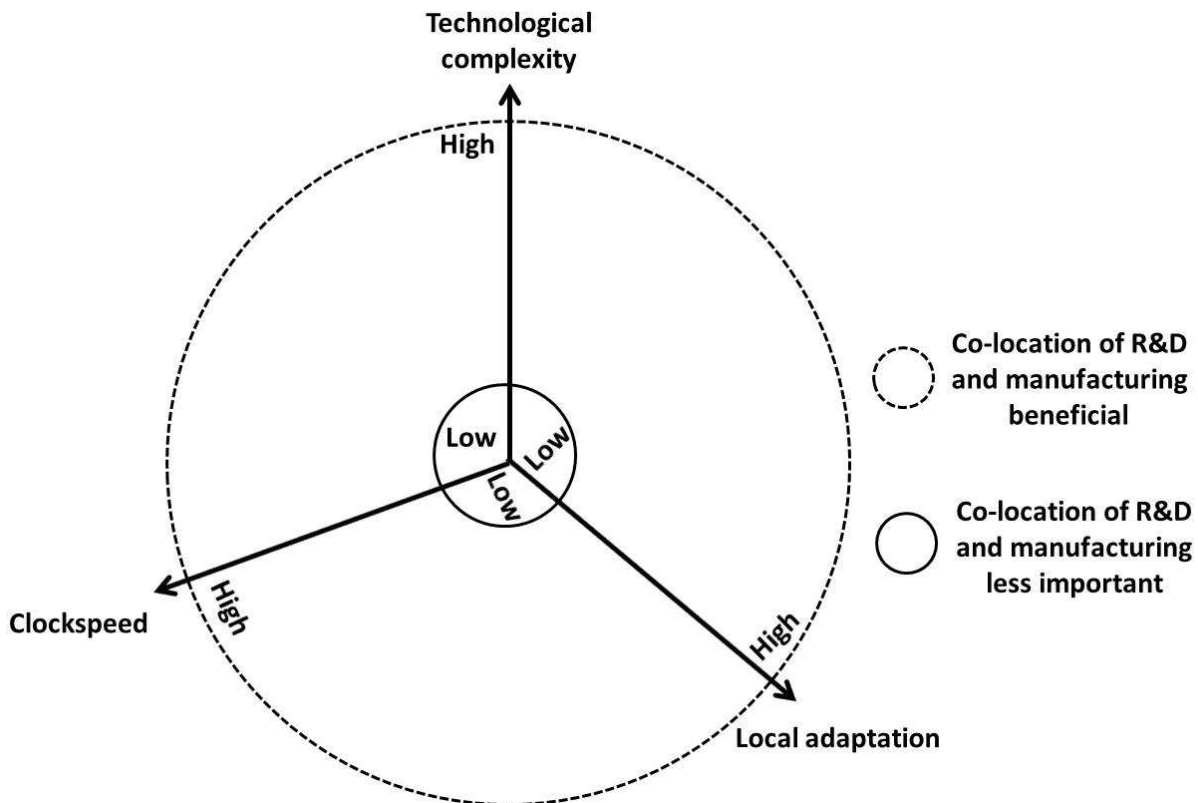 Technological
complexity
High
Low
Low
Low
High
High
Clockspeed
Local adaptation
Co-location of R&D
and manufacturing
beneficial
Co-location of R&D
and manufacturing
less important